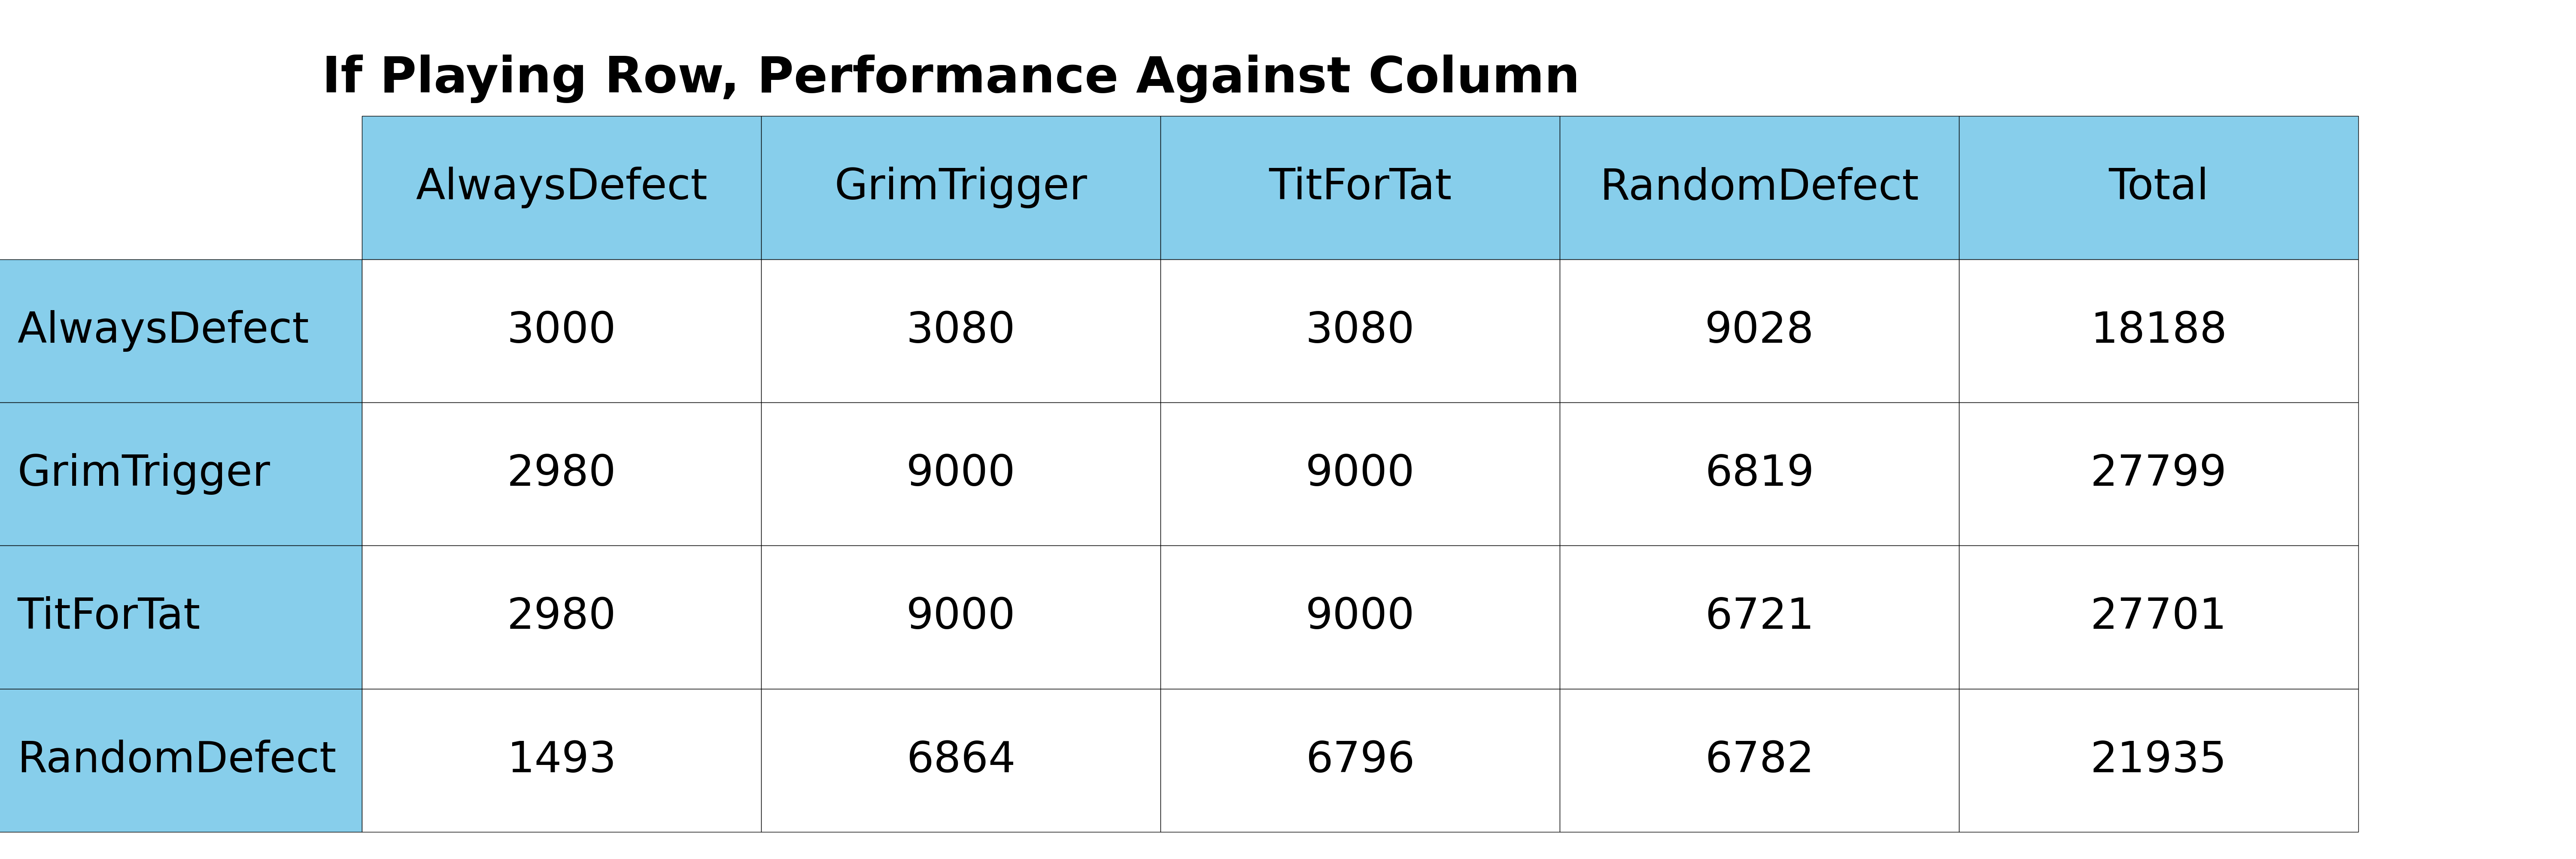 If Playing Row, Performance Against Column
AlwaysDefect GrimTrigger TitForTat RandomDefect Total
AlwaysDefect 3000 3080 3080 9028 18188
GrimTrigger 2980 9000 9000 6819 27799
TitForTat 2980 9000 9000 6721 27701
RandomDefect 1493 6864 6796 6782 21935